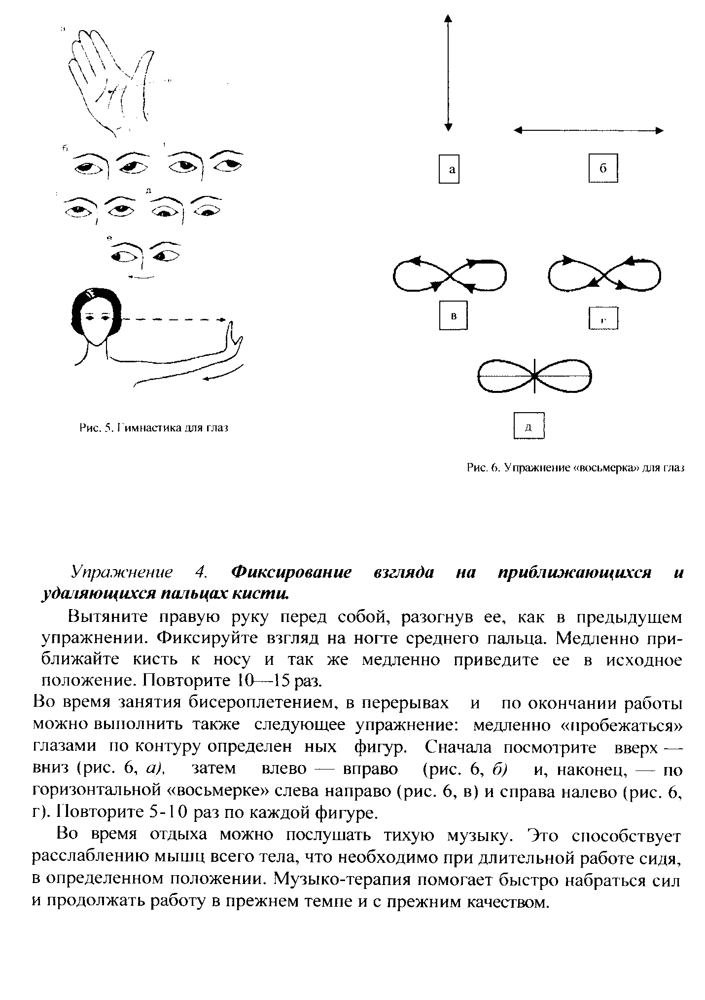 а
б
г
д
е
а
б
в
г
д
Рис. 5. Гимнастика для глаз
Рис. 6. Упражнение «восьмерка» для глаз
Упражнение 4. Фиксирование взгляда на приближающихся и
удаляющихся пальцах кисти.
Вытяните правую руку перед собой, разогнув ее, как в предыдущем
упражнении. Фиксируйте взгляд на ногте среднего пальца. Медленно при-
ближайте кисть к носу и так же медленно приведите ее в исходное
положение. Повторите 10—15 раз.
Во время занятия бисероплетением, в перерывах и по окончании работы
можно выполнить также следующее упражнение: медленно «пробежаться»
глазами по контуру определен ных фигур. Сначала посмотрите вверх —
вниз (рис. 6, а), затем влево — вправо (рис. 6, б) и, наконец, — по
горизонтальной «восьмерке» слева направо (рис. 6, в) и справа налево (рис. 6,
г). Повторите 5-10 раз по каждой фигуре.
Во время отдыха можно послушать тихую музыку. Это способствует
расслаблению мышц всего тела, что необходимо при длительной работе сидя,
в определенном положении. Музыко-терапия помогает быстро набраться сил
и продолжать работу в прежнем темпе и с прежним качеством.